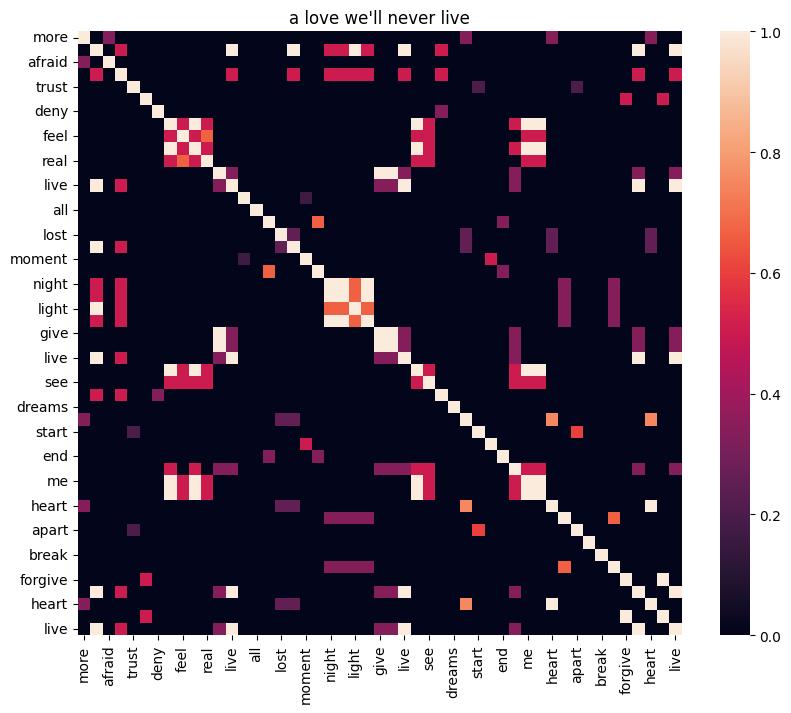 a love we'll never live
more
afraid
trust
deny
feel
real
live
all
lost
moment
night
light
give
live
see
dreams
start
end
me
heart
apart
break
forgive
heart
live
1.0
0.8
0.6
0.4
0.2
0.0
more
afraid
trust
deny
feel
real
live
all
lost
moment
night
light
give
live
see
dreams
start
end
me
heart
apart
break
forgive
heart
live